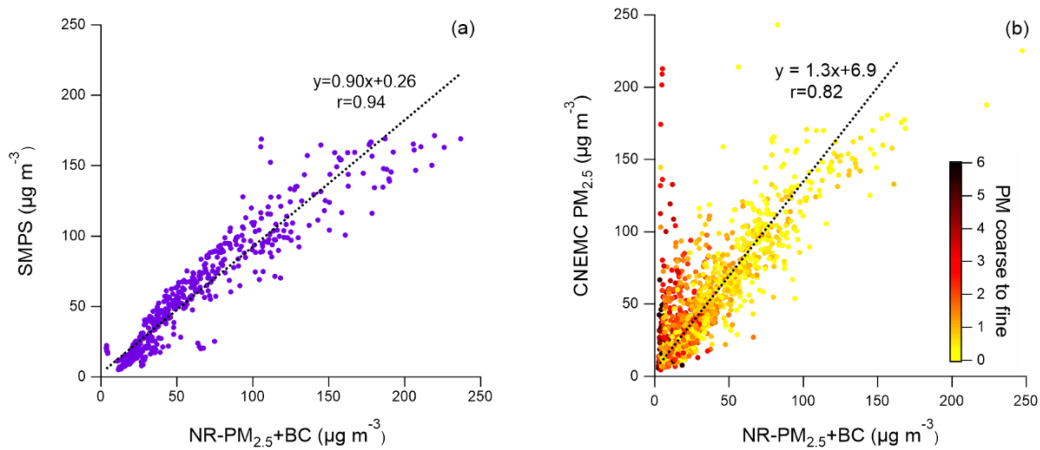 (a)
250
200
150
100
50
0
SMPS (µg m⁻³)
y=0.90x+0.26
r=0.94
0 50 100 150 200 250
NR-PM₂.₅+BC (µg m⁻³)
(b)
250
200
150
100
50
0
CNEMC PM₂.₅ (µg m⁻³)
y = 1.3x+6.9
r=0.82
6
5
4
3
2
1
0
PM coarse to fine
0 50 100 150 200 250
NR-PM₂.₅+BC (µg m⁻³)